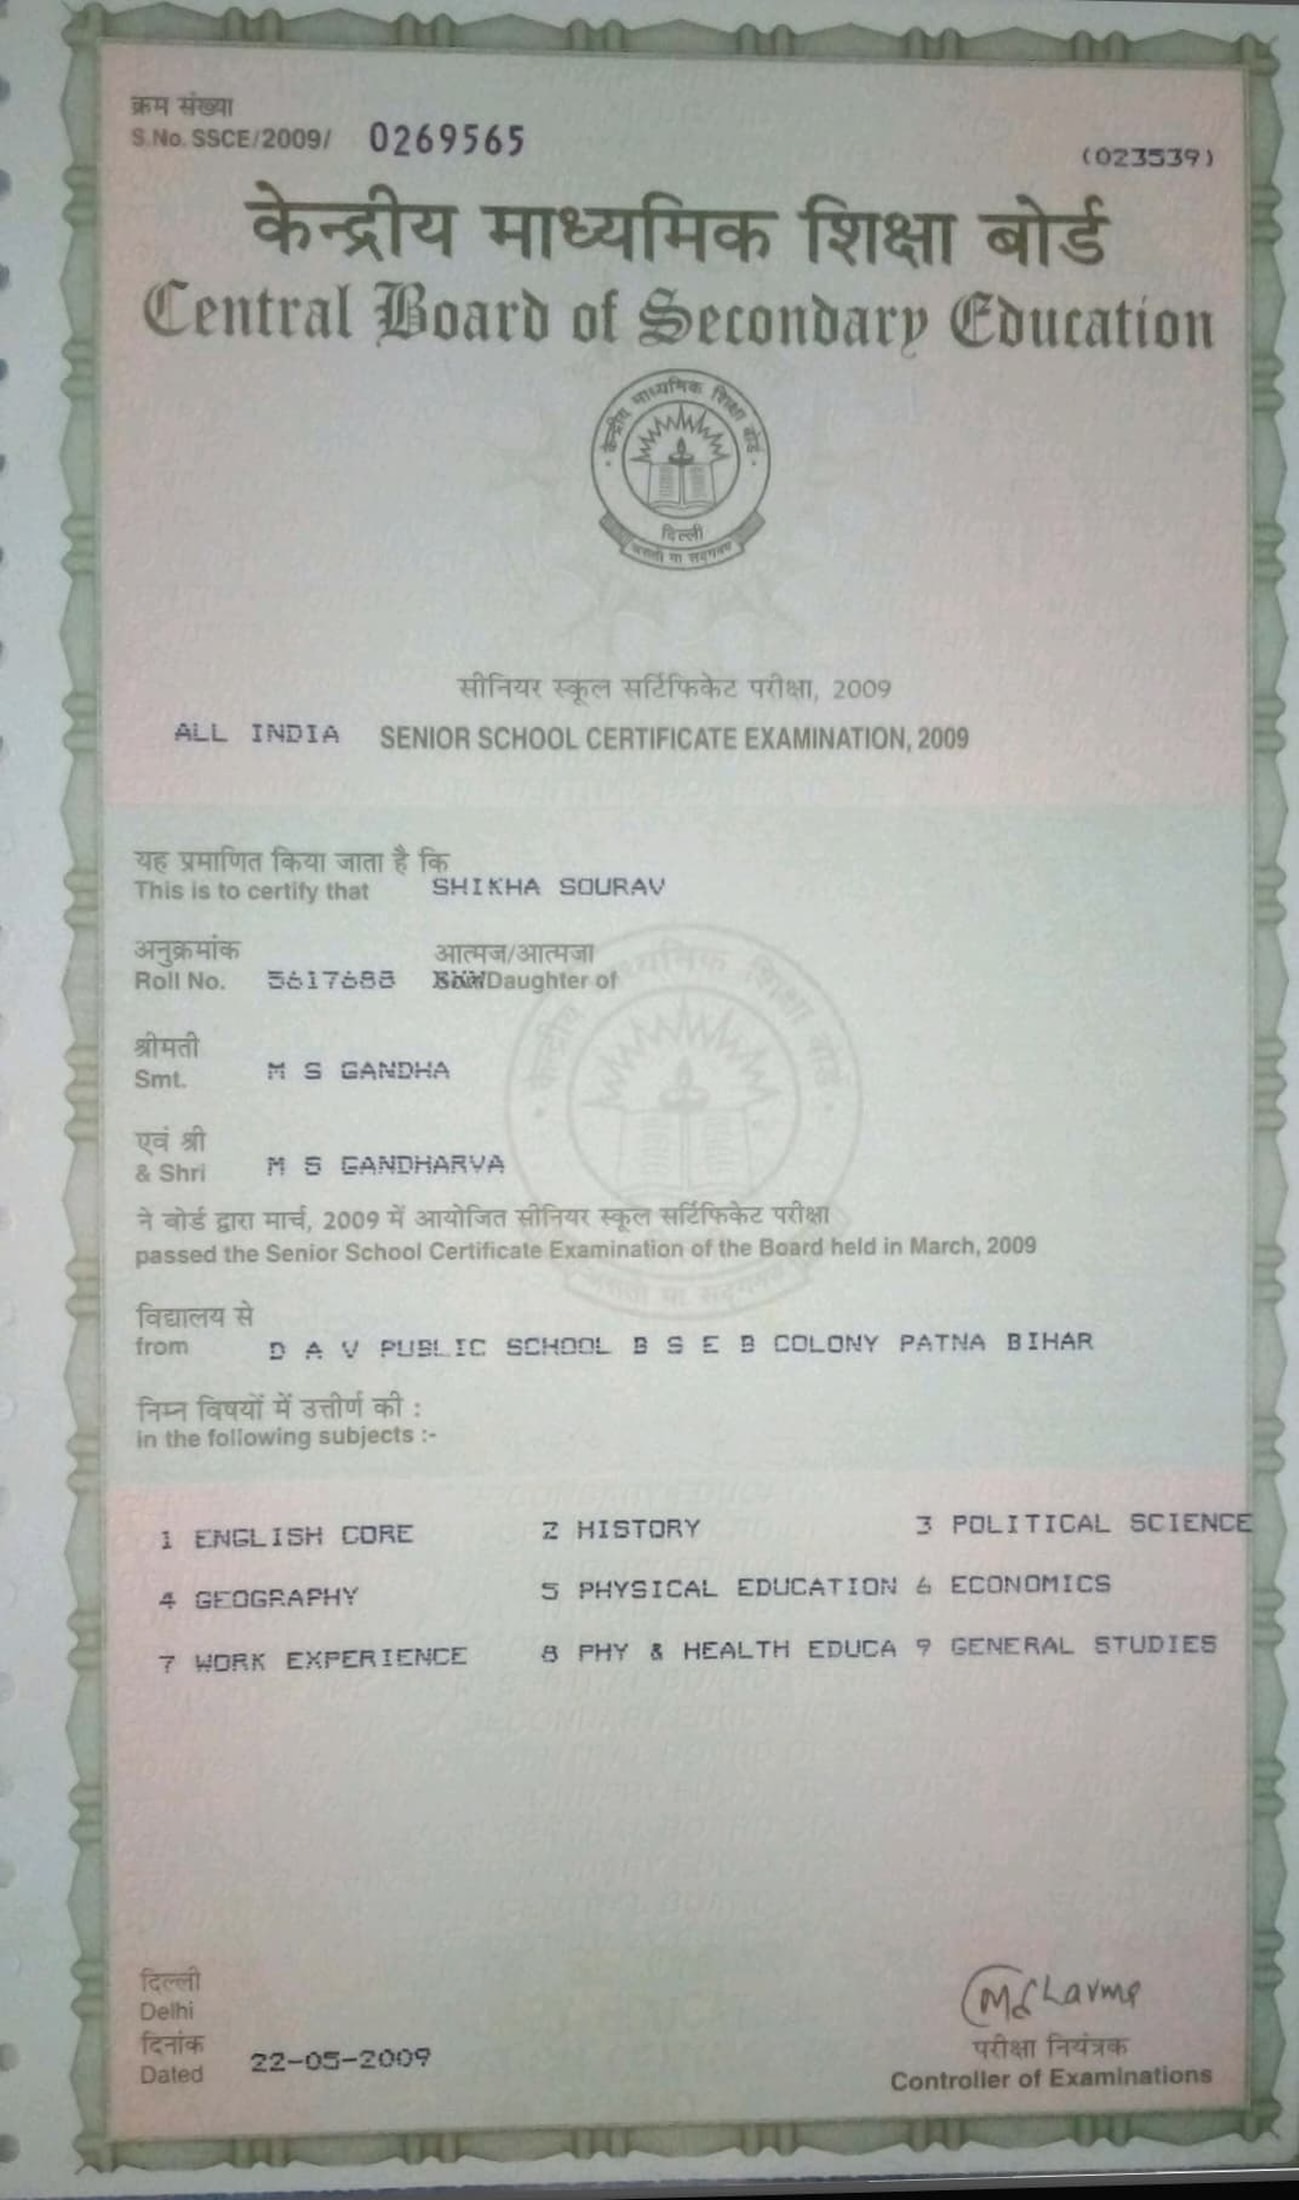 क्रम संख्या
S.No. SSCE/2009/ 0269565
(023539)
केन्द्रीय माध्यमिक शिक्षा बोर्ड
Central Board of Secondary Education
केन्द्रीय माध्यमिक शिक्षा बोर्ड
दिल्ली
असतो मा सद्गमय
सीनियर स्कूल सर्टिफिकेट परीक्षा, 2009
ALL INDIA SENIOR SCHOOL CERTIFICATE EXAMINATION, 2009
यह प्रमाणित किया जाता है कि
This is to certify that SHIKHA SOURAV
अनुक्रमांक आत्मज/आत्मजा
Roll No. 5617688 Daughter of
श्रीमती
Smt. M S GANDHA
एवं श्री
& Shri M S GANDHARVA
ने बोर्ड द्वारा मार्च, 2009 में आयोजित सीनियर स्कूल सर्टिफिकेट परीक्षा
passed the Senior School Certificate Examination of the Board held in March, 2009
विद्यालय से
from D A V PUBLIC SCHOOL B S E B COLONY PATNA BIHAR
निम्न विषयों में उत्तीर्ण की :
in the following subjects :-
1 ENGLISH CORE 2 HISTORY 3 POLITICAL SCIENCE
4 GEOGRAPHY 5 PHYSICAL EDUCATION 6 ECONOMICS
7 WORK EXPERIENCE 8 PHY & HEALTH EDUCA 9 GENERAL STUDIES
दिल्ली
Delhi
दिनांक
Dated 22-05-2009
परीक्षा नियंत्रक
Controller of Examinations